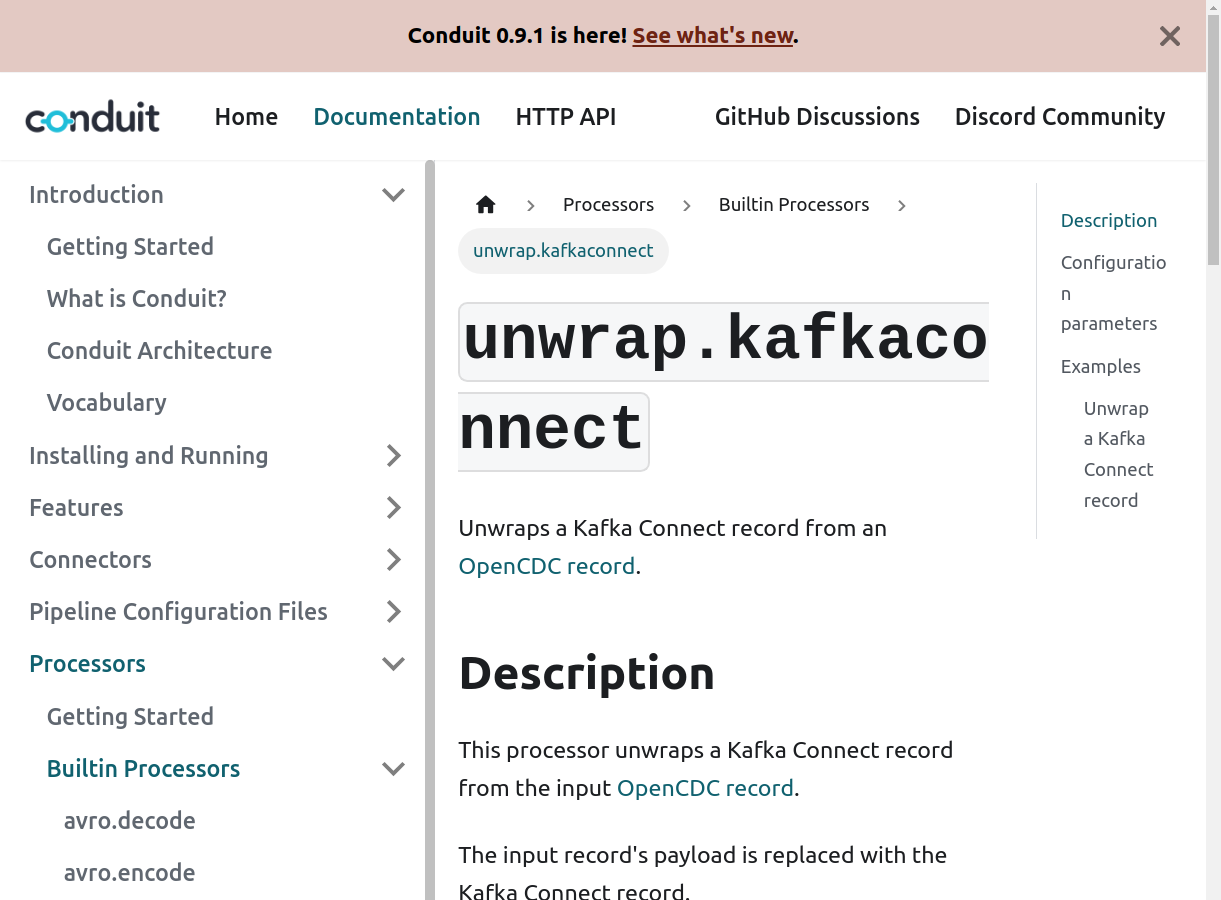 Conduit 0.9.1 is here! See what's new.
conduit
Home
Documentation
HTTP API
GitHub Discussions
Discord Community
Introduction
Getting Started
What is Conduit?
Conduit Architecture
Vocabulary
Installing and Running
Features
Connectors
Pipeline Configuration Files
Processors
Getting Started
Builtin Processors
avro.decode
avro.encode
Processors
Builtin Processors
unwrap.kafkaconnect
unwrap.kafkaco
nnect
Unwraps a Kafka Connect record from an
OpenCDC record.
Description
This processor unwraps a Kafka Connect record
from the input OpenCDC record.
The input record's payload is replaced with the
Kafka Connect record.
Description
Configuratio
n
parameters
Examples
Unwrap
a Kafka
Connect
record